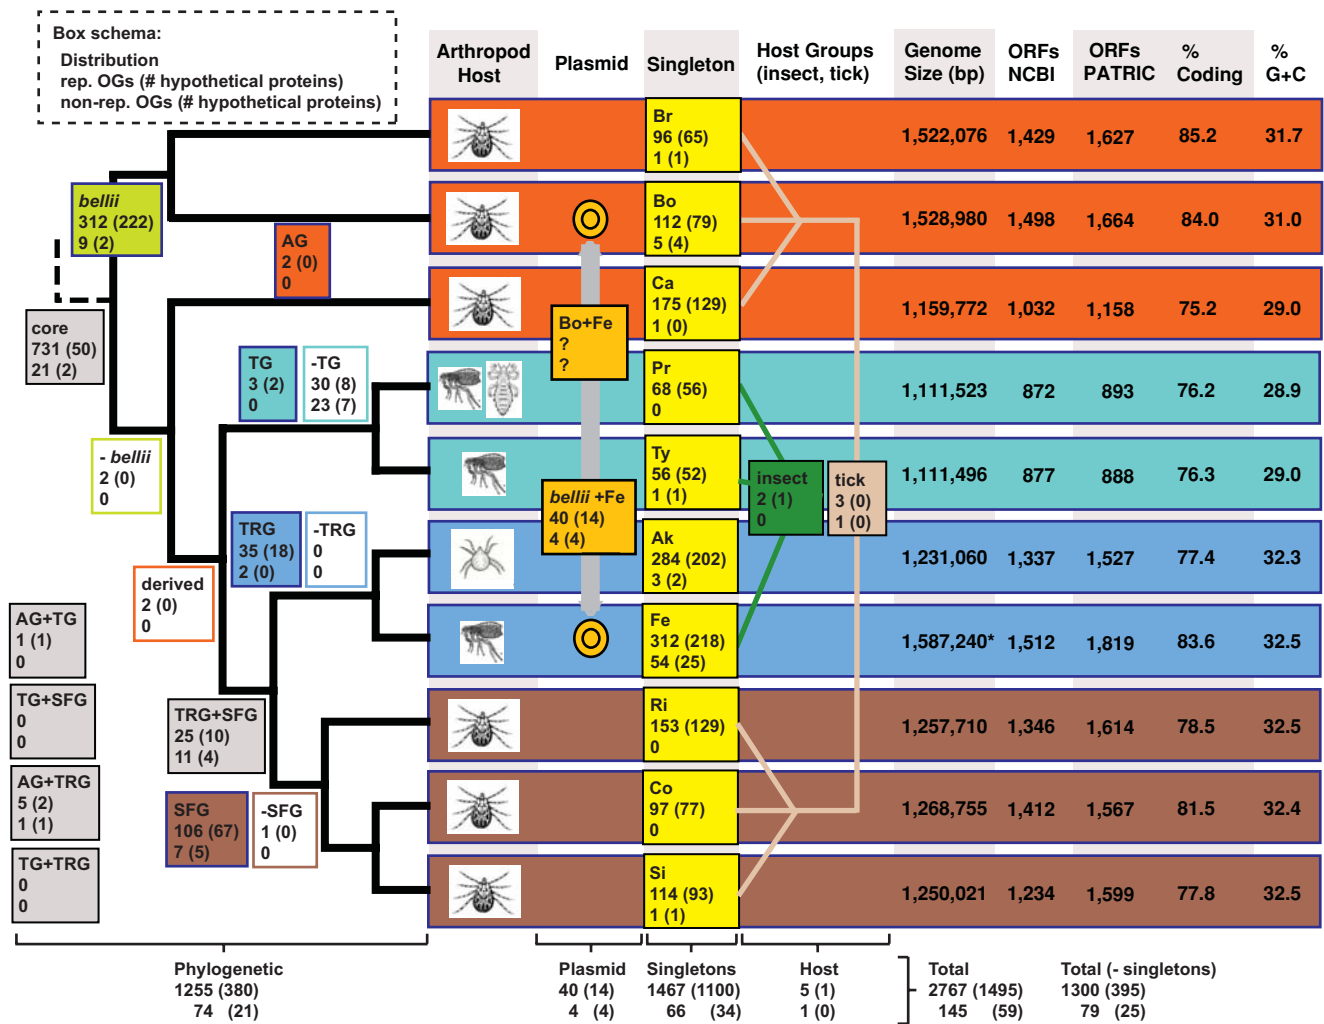 Box schema:
Distribution
rep. OGs (# hypothetical proteins)
non-rep. OGs (# hypothetical proteins)
Arthropod
Host
Plasmid
Singleton
Host Groups
(insect, tick)
Genome
Size (bp)
ORFs
NCBI
ORFs
PATRIC
%
Coding
%
G+C
Br
96 (65)
1 (1)
1,522,076 1,429 1,627 85.2 31.7
Bo
112 (79)
5 (4)
1,528,980 1,498 1,664 84.0 31.0
Ca
175 (129)
1 (0)
1,159,772 1,032 1,158 75.2 29.0
Pr
68 (56)
0
1,111,523 872 893 76.2 28.9
Ty
56 (52)
1 (1)
1,111,496 877 888 76.3 29.0
Ak
284 (202)
3 (2)
1,231,060 1,337 1,527 77.4 32.3
Fe
312 (218)
54 (25)
1,587,240* 1,512 1,819 83.6 32.5
Ri
153 (129)
0
1,257,710 1,346 1,614 78.5 32.5
Co
97 (77)
0
1,268,755 1,412 1,567 81.5 32.4
Si
114 (93)
1 (1)
1,250,021 1,234 1,599 77.8 32.5
bellii
312 (222)
9 (2)
AG
2 (0)
0
core
731 (50)
21 (2)
Bo+Fe
?
?
TG
3 (2)
0
-TG
30 (8)
23 (7)
- bellii
2 (0)
0
bellii +Fe
40 (14)
4 (4)
insect
2 (1)
0
tick
3 (0)
1 (0)
TRG
35 (18)
2 (0)
-TRG
0
0
derived
2 (0)
0
AG+TG
1 (1)
0
TG+SFG
0
0
AG+TRG
5 (2)
1 (1)
TG+TRG
0
0
TRG+SFG
25 (10)
11 (4)
SFG
106 (67)
7 (5)
-SFG
1 (0)
0
Phylogenetic
1255 (380)
74 (21)
Plasmid
40 (14)
4 (4)
Singletons
1467 (1100)
66 (34)
Host
5 (1)
1 (0)
Total
2767 (1495)
145 (59)
Total (- singletons)
1300 (395)
79 (25)